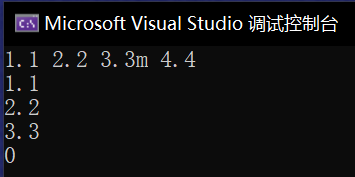 Microsoft Visual Studio 调试控制台
1.1 2.2 3.3m 4.4
1.1
2.2
3.3
0